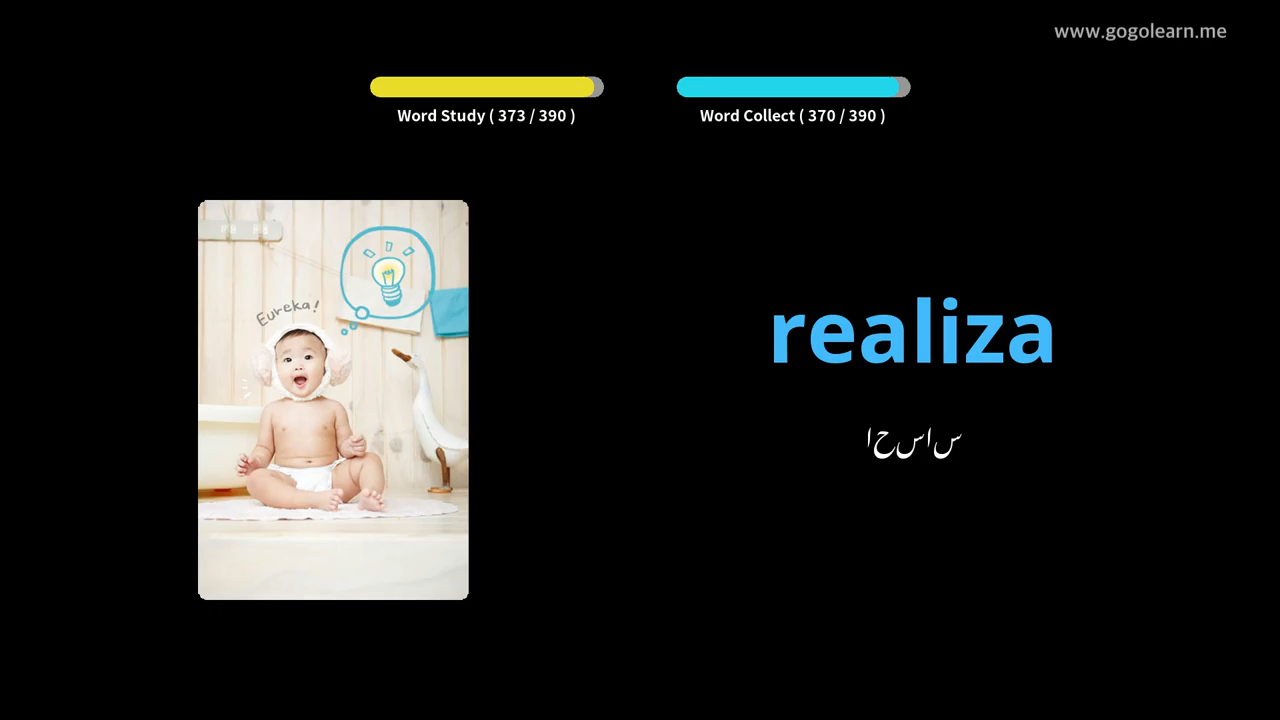 www.gogolearn.me
Word Study ( 373 / 390 )
Word Collect ( 370 / 390 )
Eureka!
realiza
احساس